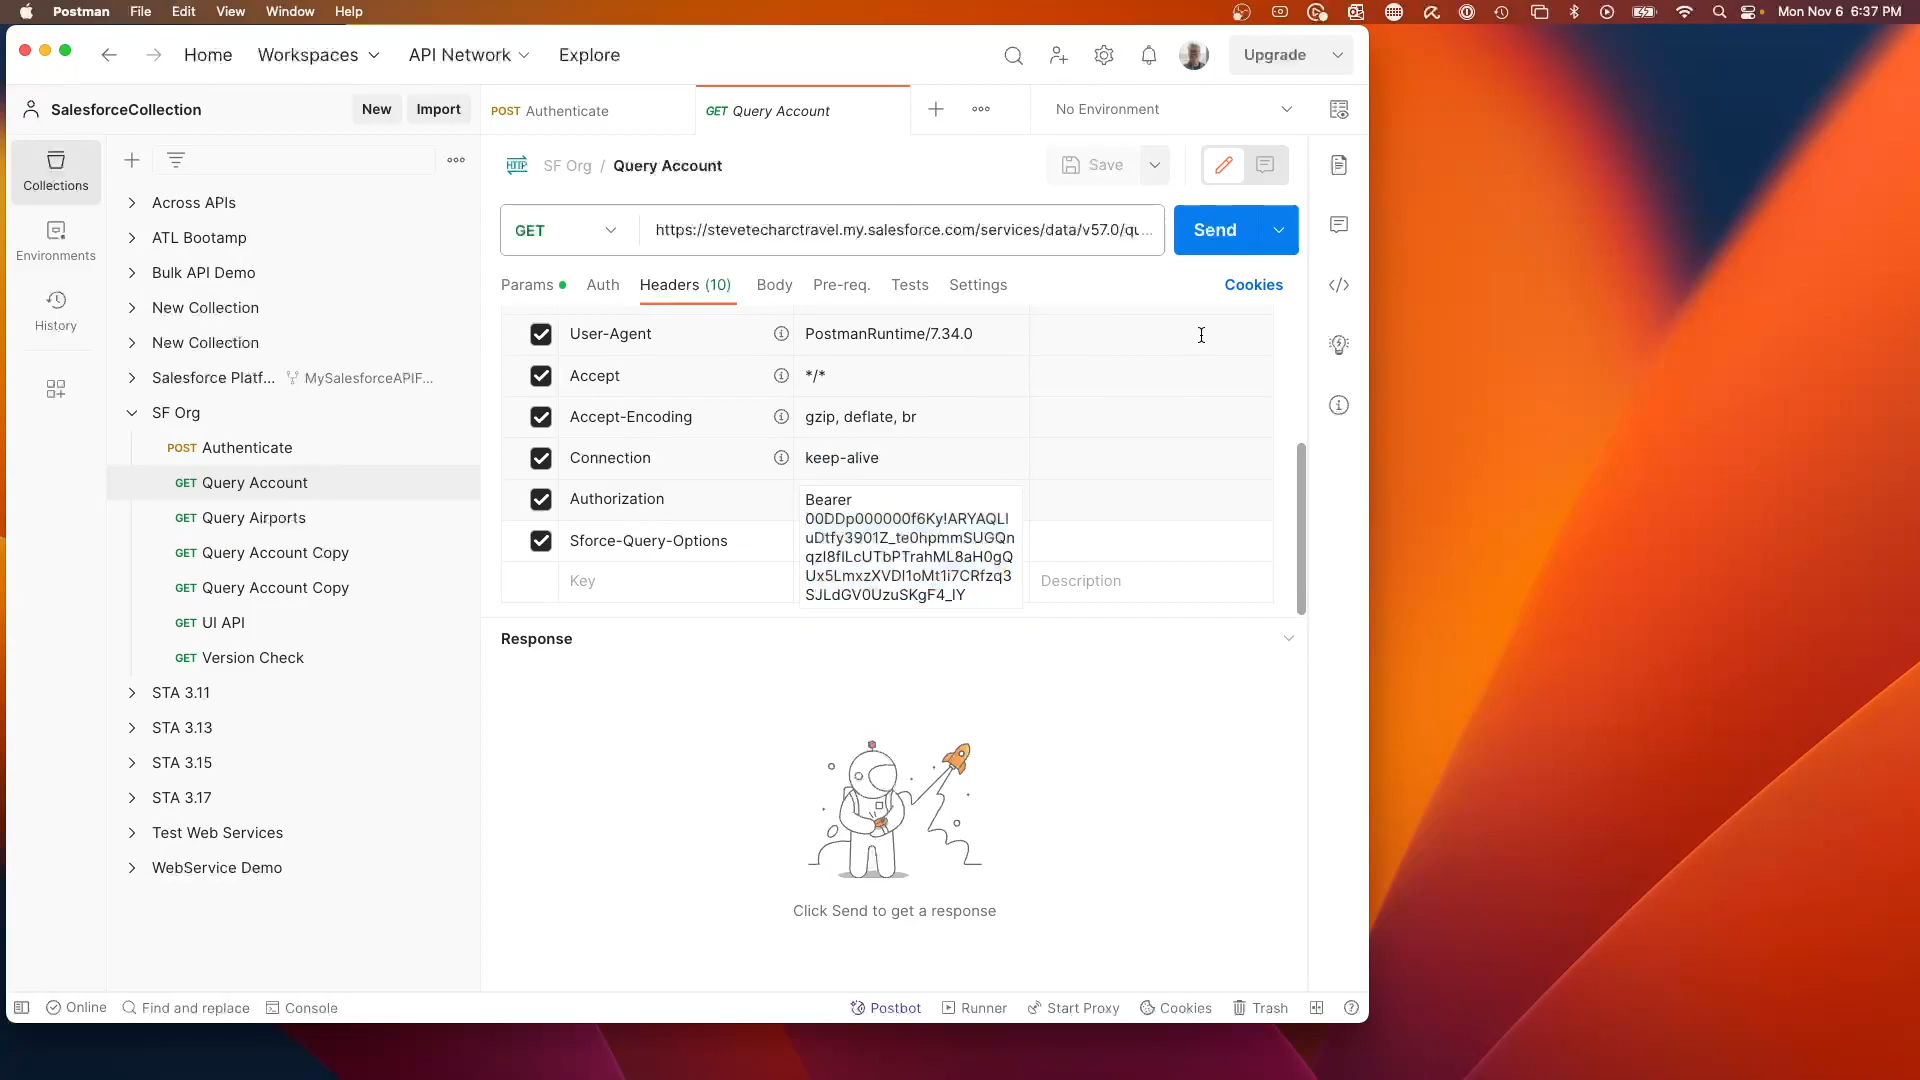 Postman File Edit View Window Help Mon Nov 6 6:37 PM
Home Workspaces API Network Explore Upgrade
SalesforceCollection New Import POST Authenticate GET Query Account No Environment
Collections
Environments
History
Across APIs
ATL Bootamp
Bulk API Demo
New Collection
New Collection
Salesforce Platf... MySalesforceAPIF...
SF Org
POST Authenticate
GET Query Account
GET Query Airports
GET Query Account Copy
GET Query Account Copy
GET UI API
GET Version Check
STA 3.11
STA 3.13
STA 3.15
STA 3.17
Test Web Services
WebService Demo
HTTP SF Org / Query Account Save
GET https://stevetecharctravel.my.salesforce.com/services/data/v57.0/qu... Send
Params Auth Headers (10) Body Pre-req. Tests Settings Cookies
User-Agent PostmanRuntime/7.34.0
Accept */*
Accept-Encoding gzip, deflate, br
Connection keep-alive
Authorization Bearer
00DDp000000f6Ky!ARYAQLI
uDtfy3901Z_te0hpmmSUGQn
qzI8fILcUTbPTrahML8aH0gQ
Ux5LmxzXVDI1oMt1i7CRfzq3
SJLdGV0UzuSKgF4_lY
Sforce-Query-Options
Key Description
Response
Click Send to get a response
Online Find and replace Console Postbot Runner Start Proxy Cookies Trash